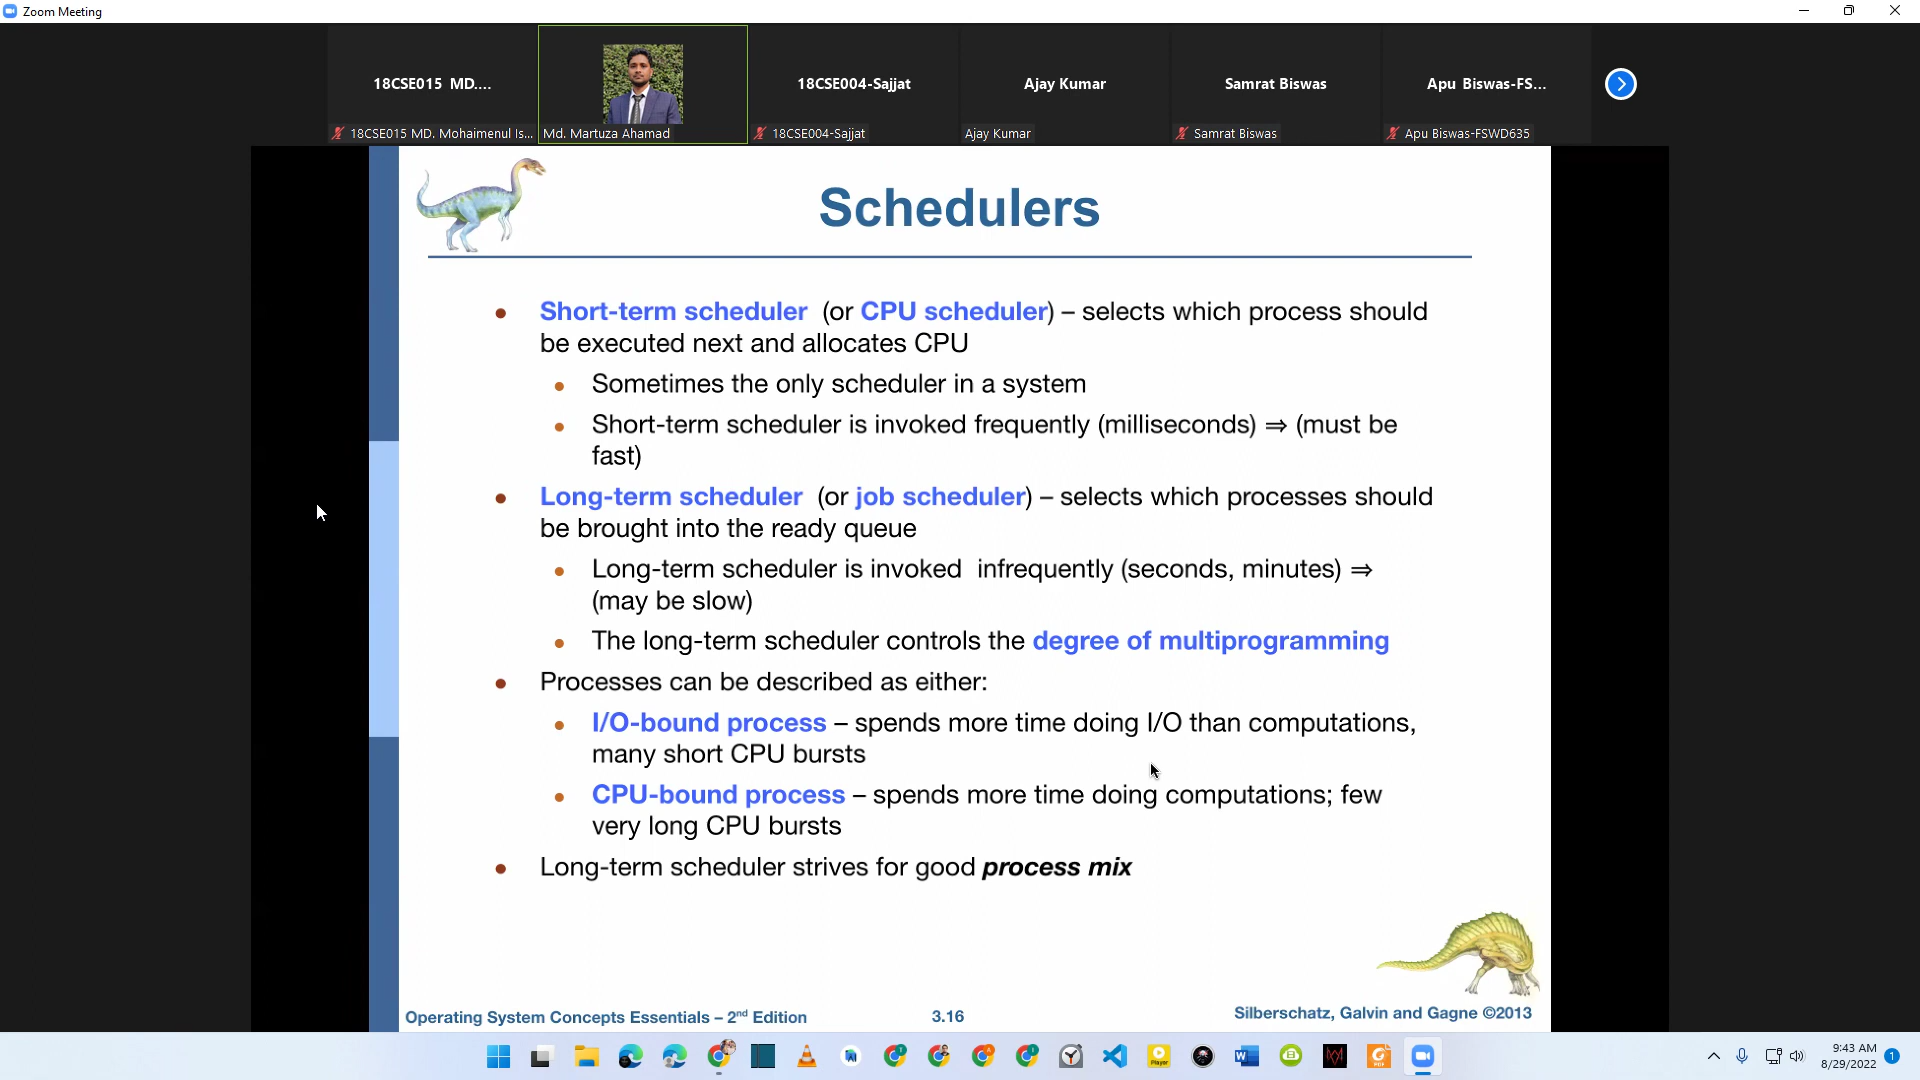 Zoom Meeting
18CSE015 MD....
18CSE004-Sajjat
Ajay Kumar
Samrat Biswas
Apu Biswas-FS...
18CSE015 MD. Mohaimenul Is...
Md. Martuza Ahamad
18CSE004-Sajjat
Ajay Kumar
Samrat Biswas
Apu Biswas-FSWD635
Schedulers
• Short-term scheduler (or CPU scheduler) – selects which process should
be executed next and allocates CPU
• Sometimes the only scheduler in a system
• Short-term scheduler is invoked frequently (milliseconds) ⇒ (must be
fast)
• Long-term scheduler (or job scheduler) – selects which processes should
be brought into the ready queue
• Long-term scheduler is invoked infrequently (seconds, minutes) ⇒
(may be slow)
• The long-term scheduler controls the degree of multiprogramming
• Processes can be described as either:
• I/O-bound process – spends more time doing I/O than computations,
many short CPU bursts
• CPU-bound process – spends more time doing computations; few
very long CPU bursts
• Long-term scheduler strives for good process mix
Operating System Concepts Essentials – 2nd Edition
3.16
Silberschatz, Galvin and Gagne ©2013
9:43 AM
8/29/2022
1